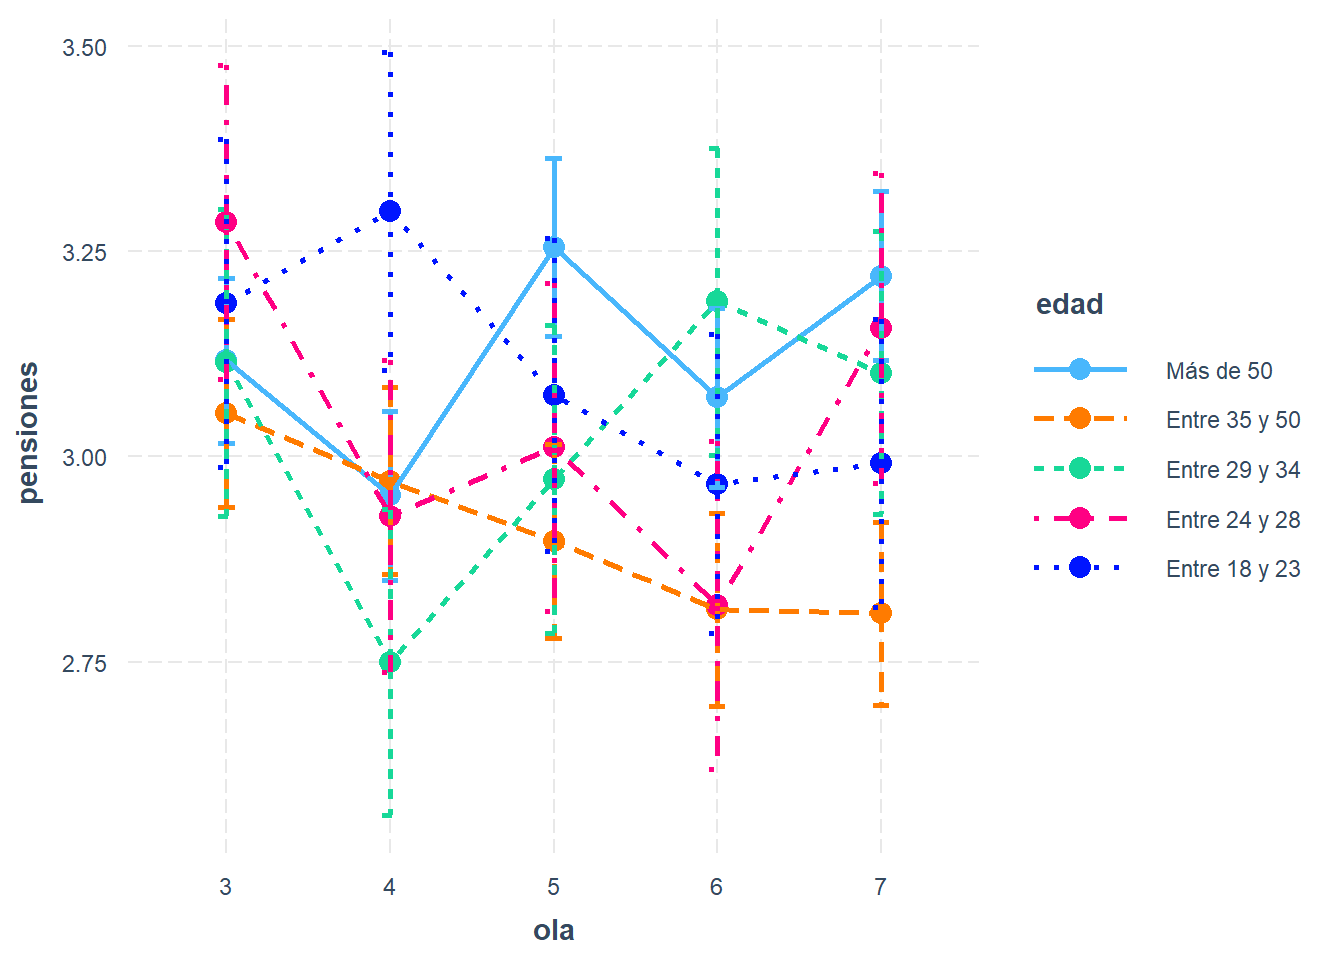 3.50
3.25
3.00
2.75
pensiones
3 4 5 6 7
ola
edad
Más de 50
Entre 35 y 50
Entre 29 y 34
Entre 24 y 28
Entre 18 y 23